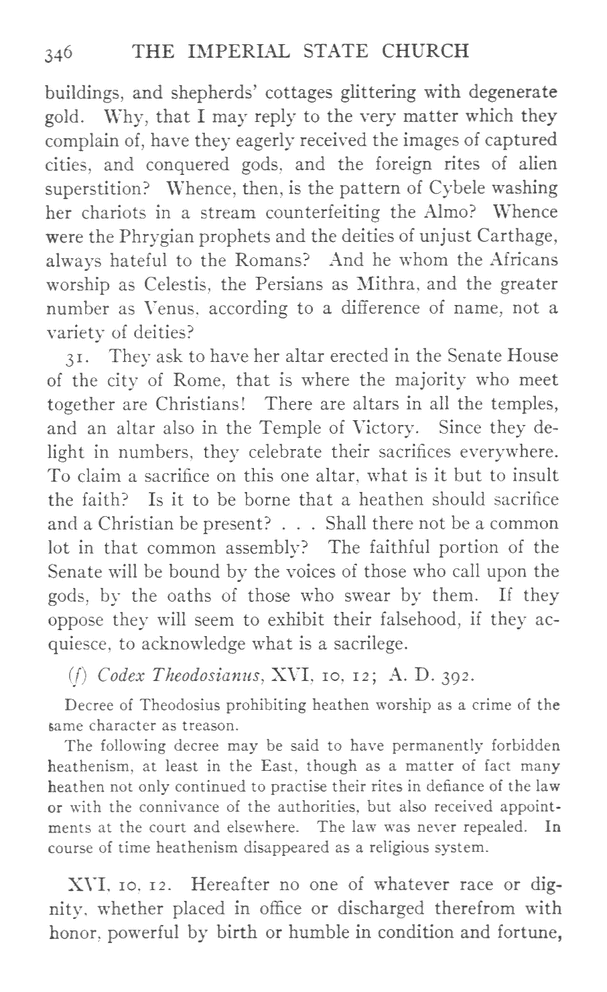 346 THE IMPERIAL STATE CHURCH
buildings, and shepherds' cottages glittering with degenerate
gold. Why, that I may reply to the very matter which they
complain of, have they eagerly received the images of captured
cities, and conquered gods, and the foreign rites of alien
superstition? Whence, then, is the pattern of Cybele washing
her chariots in a stream counterfeiting the Almo? Whence
were the Phrygian prophets and the deities of unjust Carthage,
always hateful to the Romans? And he whom the Africans
worship as Celestis, the Persians as Mithra, and the greater
number as Venus, according to a difference of name, not a
variety of deities?
31. They ask to have her altar erected in the Senate House
of the city of Rome, that is where the majority who meet
together are Christians! There are altars in all the temples,
and an altar also in the Temple of Victory. Since they de-
light in numbers, they celebrate their sacrifices everywhere.
To claim a sacrifice on this one altar, what is it but to insult
the faith? Is it to be borne that a heathen should sacrifice
and a Christian be present? . . . Shall there not be a common
lot in that common assembly? The faithful portion of the
Senate will be bound by the voices of those who call upon the
gods, by the oaths of those who swear by them. If they
oppose they will seem to exhibit their falsehood, if they ac-
quiesce, to acknowledge what is a sacrilege.
(f) Codex Theodosianus, XVI, 10, 12; A. D. 392.
Decree of Theodosius prohibiting heathen worship as a crime of the
same character as treason.
The following decree may be said to have permanently forbidden
heathenism, at least in the East, though as a matter of fact many
heathen not only continued to practise their rites in defiance of the law
or with the connivance of the authorities, but also received appoint-
ments at the court and elsewhere. The law was never repealed. In
course of time heathenism disappeared as a religious system.
XVI, 10, 12. Hereafter no one of whatever race or dig-
nity, whether placed in office or discharged therefrom with
honor, powerful by birth or humble in condition and fortune,